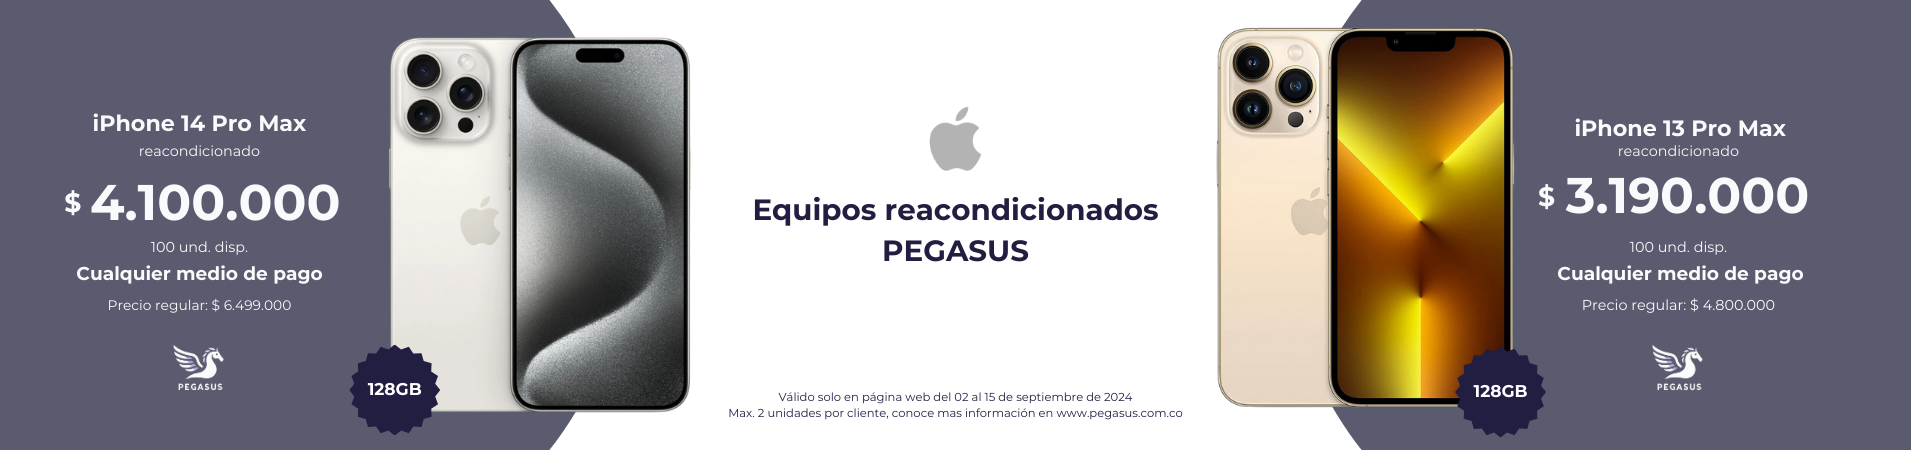 iPhone 14 Pro Max
reacondicionado
$ 4.100.000
100 und. disp.
Cualquier medio de pago
Precio regular: $ 6.499.000
PEGASUS
128GB
Equipos reacondicionados
PEGASUS
Válido solo en página web del 02 al 15 de septiembre de 2024
Max. 2 unidades por cliente, conoce mas información en www.pegasus.com.co
iPhone 13 Pro Max
reacondicionado
$ 3.190.000
100 und. disp.
Cualquier medio de pago
Precio regular: $ 4.800.000
PEGASUS
128GB